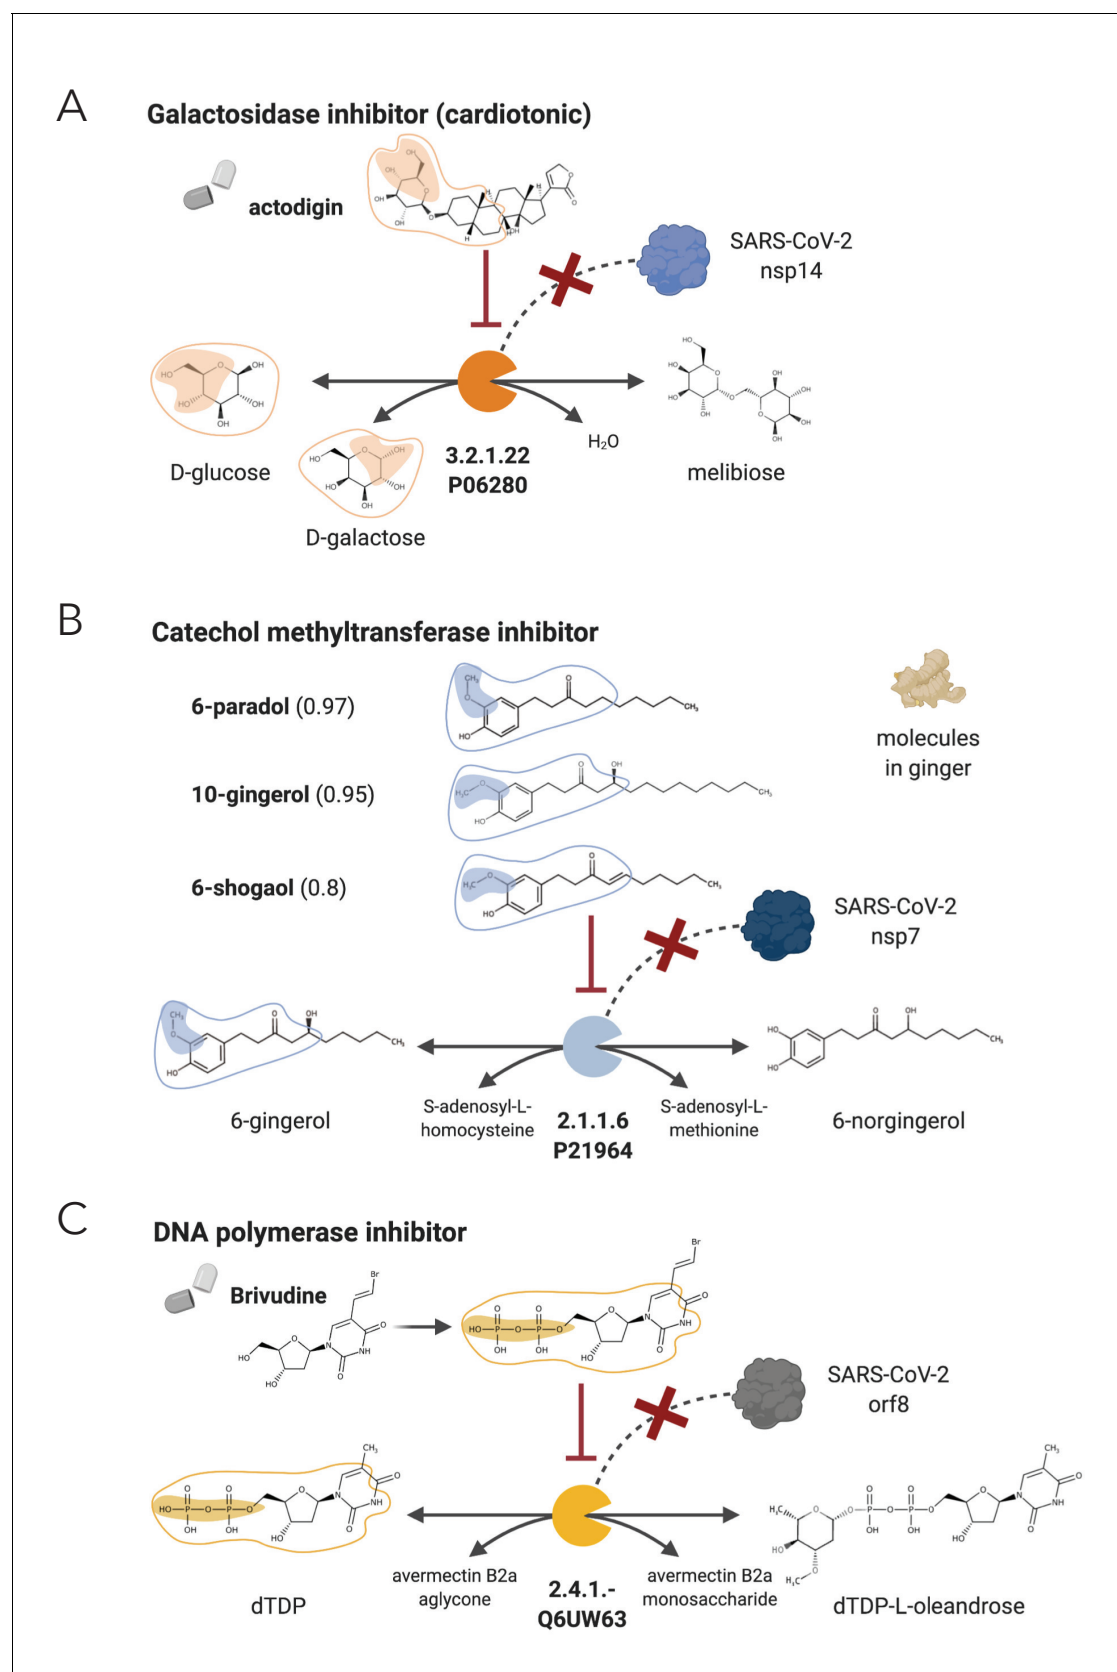 A
Galactosidase inhibitor (cardiotonic)
actodigin
SARS-CoV-2
nsp14
D-glucose
D-galactose
3.2.1.22
P06280
H₂O
melibiose
B
Catechol methyltransferase inhibitor
6-paradol (0.97)
10-gingerol (0.95)
6-shogaol (0.8)
molecules
in ginger
SARS-CoV-2
nsp7
6-gingerol
S-adenosyl-L-
homocysteine
2.1.1.6
P21964
S-adenosyl-L-
methionine
6-norgingerol
C
DNA polymerase inhibitor
Brivudine
SARS-CoV-2
orf8
dTDP
avermectin B2a
aglycone
2.4.1.-
Q6UW63
avermectin B2a
monosaccharide
dTDP-L-oleandrose